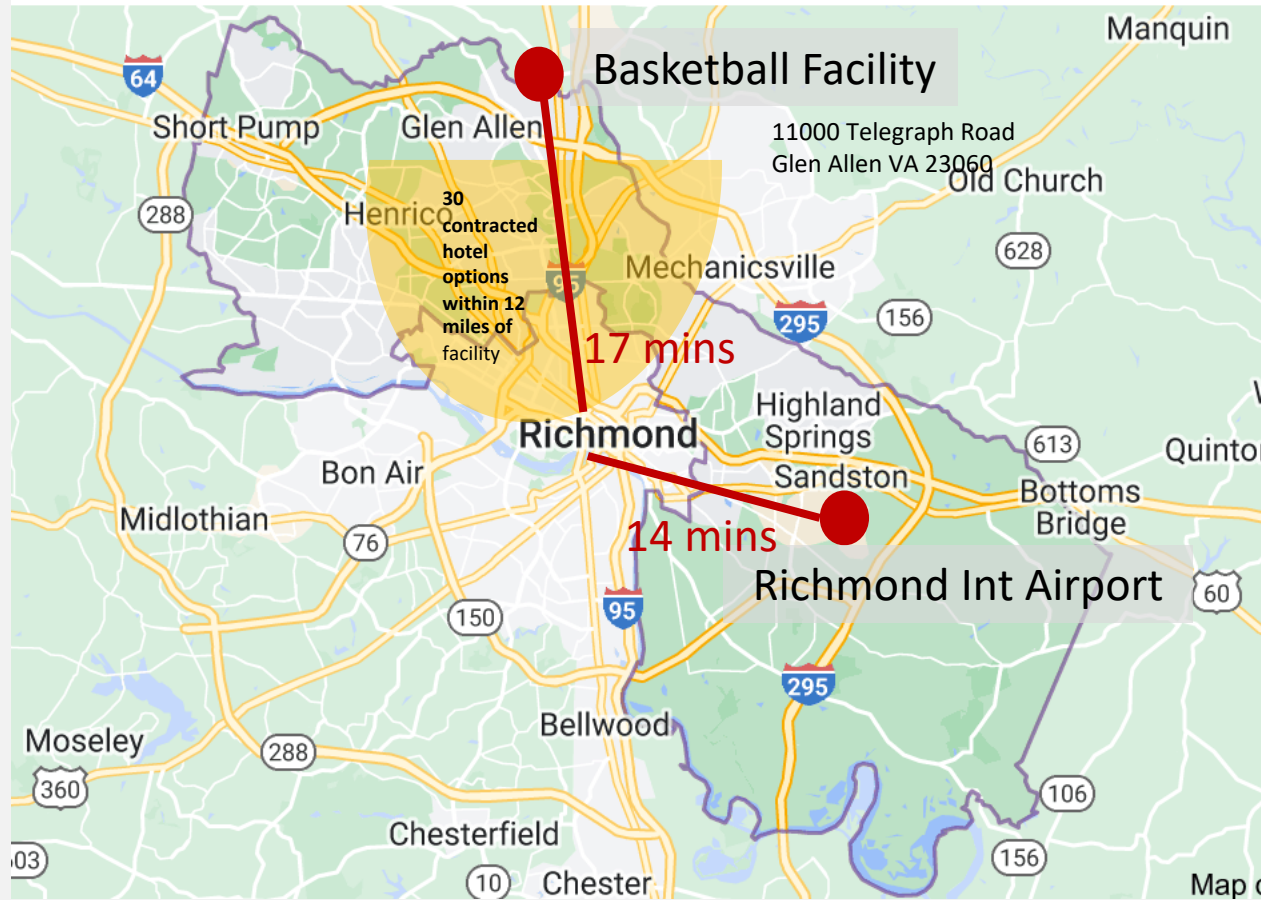 Manquin
64
Basketball Facility
Short Pump
Glen Allen
11000 Telegraph Road
Glen Allen VA 23060
Old Church
288
Henrico
30
contracted
hotel
options
within 12
miles of
facility
628
95
Mechanicsville
295
156
17 mins
Highland
Springs
Richmond
613
Bon Air
Sandston
Quinton
Bottoms
Bridge
Midlothian
76
14 mins
Richmond Int Airport
60
150
95
295
Bellwood
Moseley
288
360
106
Chesterfield
156
10
Chester
Map